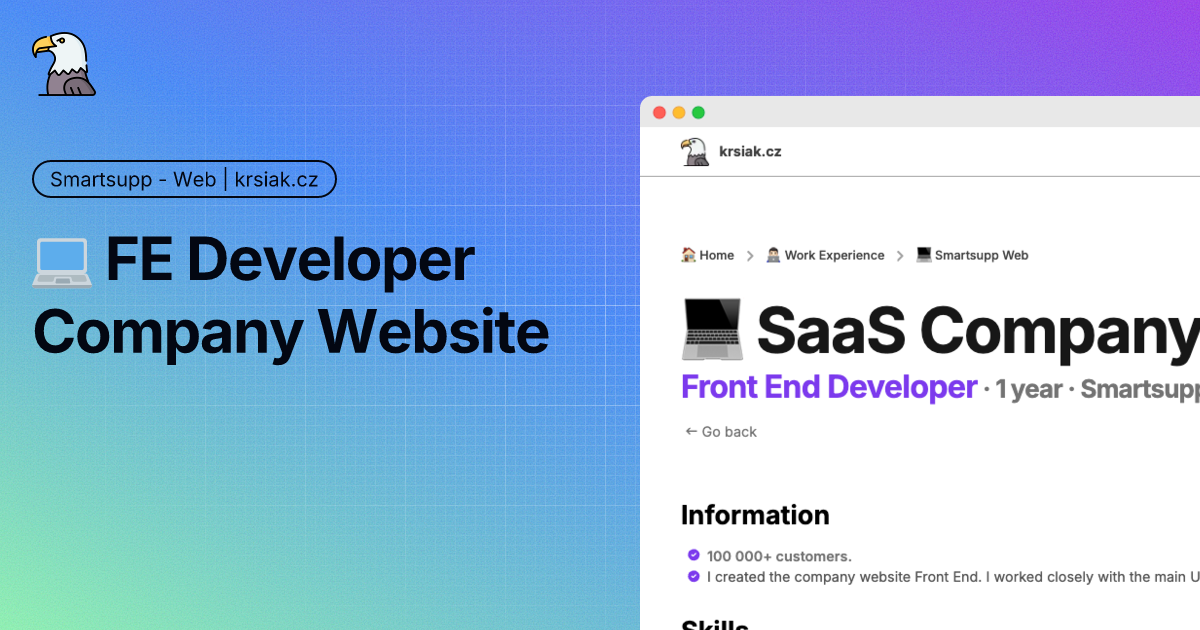 Smartsupp - Web | krsiak.cz
FE Developer
Company Website
krsiak.cz
Home > Work Experience > Smartsupp Web
SaaS Company
Front End Developer · 1 year · Smartsupp
← Go back
Information
100 000+ customers.
I created the company website Front End. I worked closely with the main U
Skills